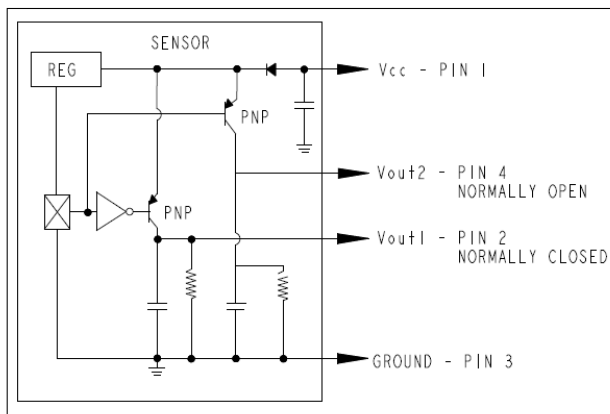 SENSOR
REG
Vcc - PIN 1
PNP
Vout2 - PIN 4
NORMALLY OPEN
PNP
Vout1 - PIN 2
NORMALLY CLOSED
GROUND - PIN 3